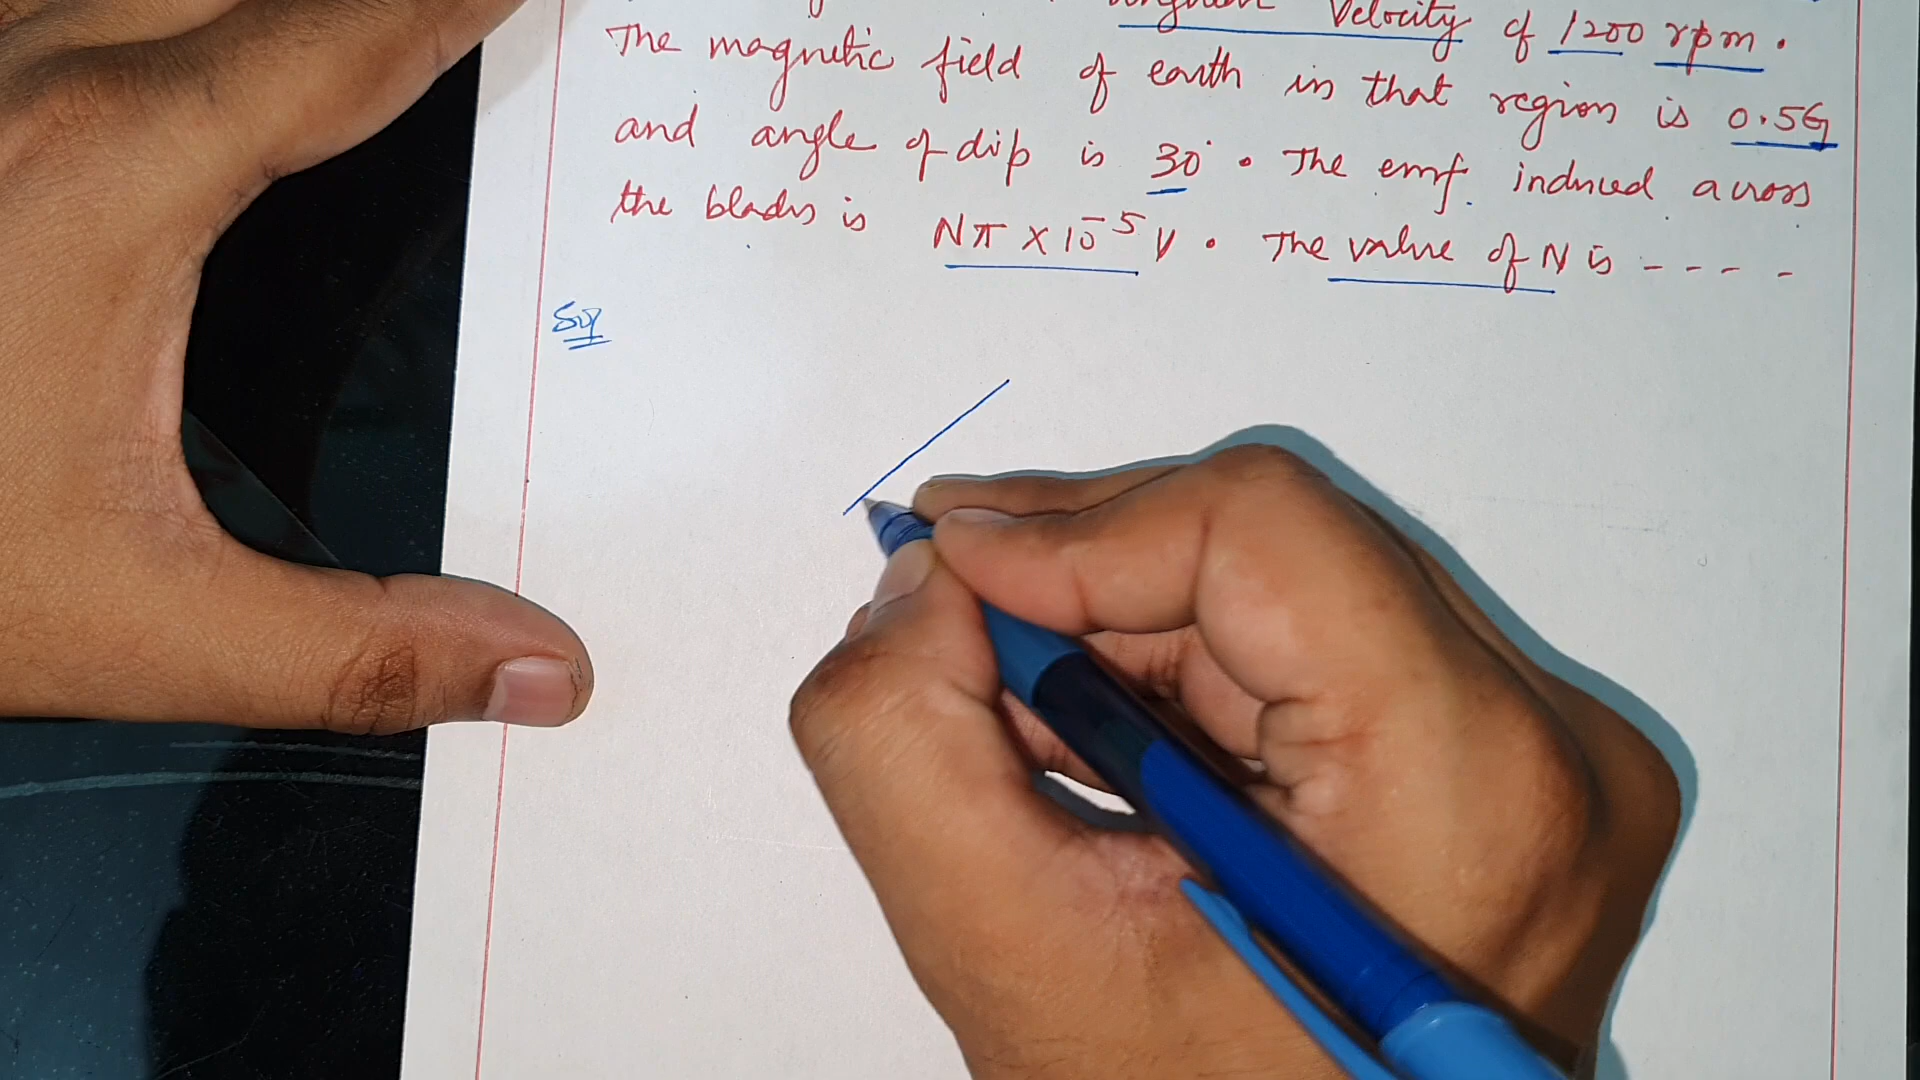 angular velocity of 1200 rpm.
The magnetic field of earth in that region is 0.5G
and angle of dip is 30°. The emf. induced across
the blades is Nπ × 10⁻⁵ V. The value of N is - - - -
Sol